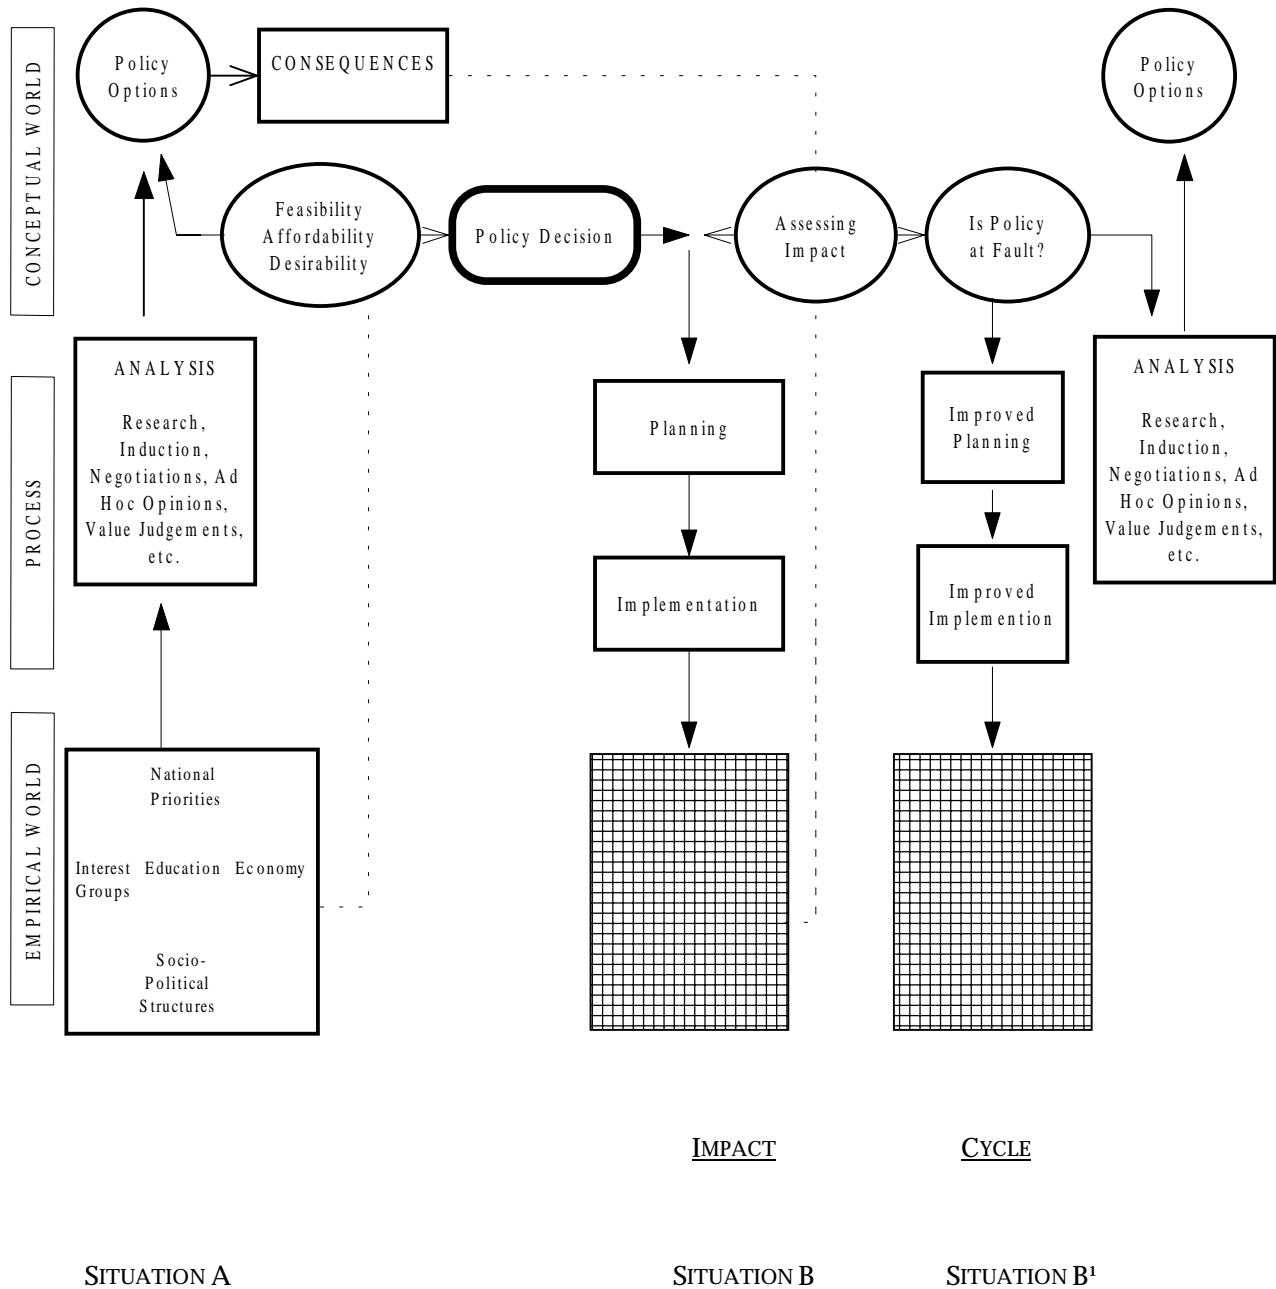 CONCEPTUAL WORLD
PROCESS
EMPIRICAL WORLD
Policy
Options
CONSEQUENCES
Feasibility
Affordability
Desirability
Policy Decision
Assessing
Impact
Is Policy
at Fault?
Policy
Options
ANALYSIS
Research,
Induction,
Negotiations, Ad
Hoc Opinions,
Value Judgements,
etc.
Planning
Implementation
Improved
Planning
Improved
Implemention
ANALYSIS
Research,
Induction,
Negotiations, Ad
Hoc Opinions,
Value Judgements,
etc.
National
Priorities
Interest
Groups
Education
Economy
Socio-
Political
Structures
IMPACT
CYCLE
SITUATION A
SITUATION B
SITUATION B¹